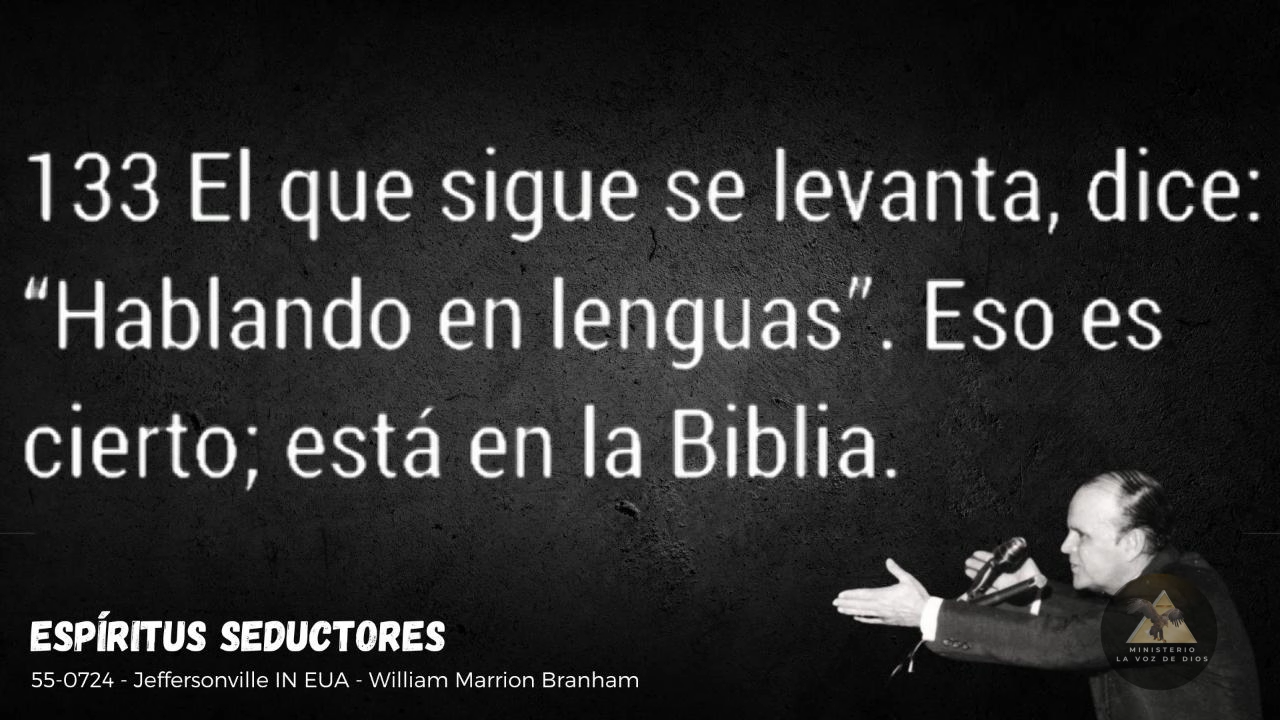 133 El que sigue se levanta, dice:
“Hablando en lenguas”. Eso es
cierto; está en la Biblia.
ESPÍRITUS SEDUCTORES
55-0724 - Jeffersonville IN EUA - William Marrion Branham
MINISTERIO
LA VOZ DE DIOS